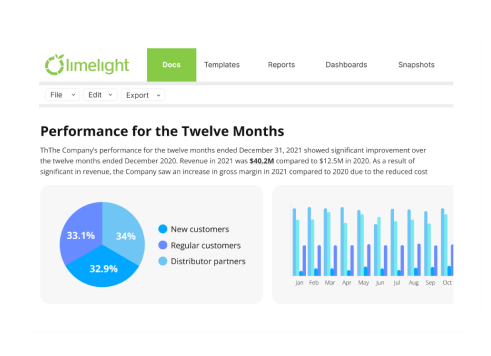 limelight
Docs Templates Reports Dashboards Snapshots
File Edit Export
Performance for the Twelve Months
ThThe Company's performance for the twelve months ended December 31, 2021 showed significant improvement over
the twelve months ended December 2020. Revenue in 2021 was $40.2M compared to $12.5M in 2020. As a result of
significant in revenue, the Company saw an increase in gross margin in 2021 compared to 2020 due to the reduced cost
33.1% 34%
32.9%
New customers
Regular customers
Distributor partners
Jan Feb Mar Apr May Jun Jul Aug Sep Oct